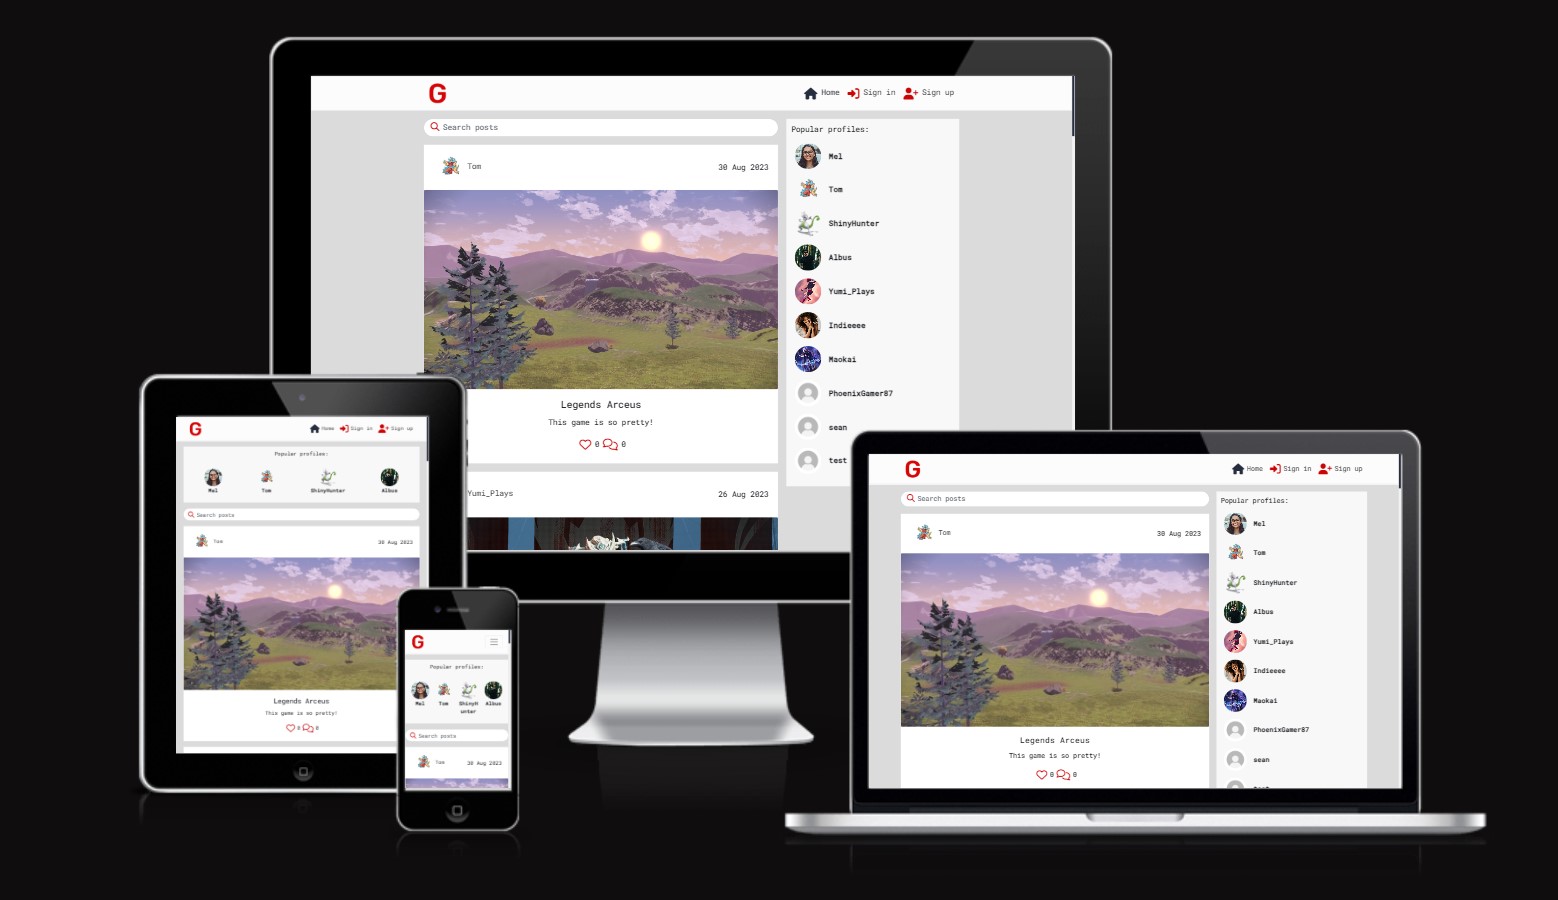 G
Home Sign in Sign up
Search posts
Tom 30 Aug 2023
Legends Arceus
This game is so pretty!
0 0
Yumi_Plays 26 Aug 2023
Popular profiles:
Mel
Tom
ShinyHunter
Albus
Yumi_Plays
Indieeee
Maokai
PhoenixGamer87
sean
test
G
Home Sign in Sign up
Popular profiles:
Mel Tom ShinyHunter Albus
Search posts
Tom 30 Aug 2023
Legends Arceus
This game is so pretty!
0 0
G
Popular profiles:
Mel Tom ShinyH Albus
unter
Search posts
Tom 30 Aug 2023
G
Home Sign in Sign up
Search posts
Tom 30 Aug 2023
Legends Arceus
This game is so pretty!
0 0
Popular profiles:
Mel
Tom
ShinyHunter
Albus
Yumi_Plays
Indieeee
Maokai
PhoenixGamer87
sean